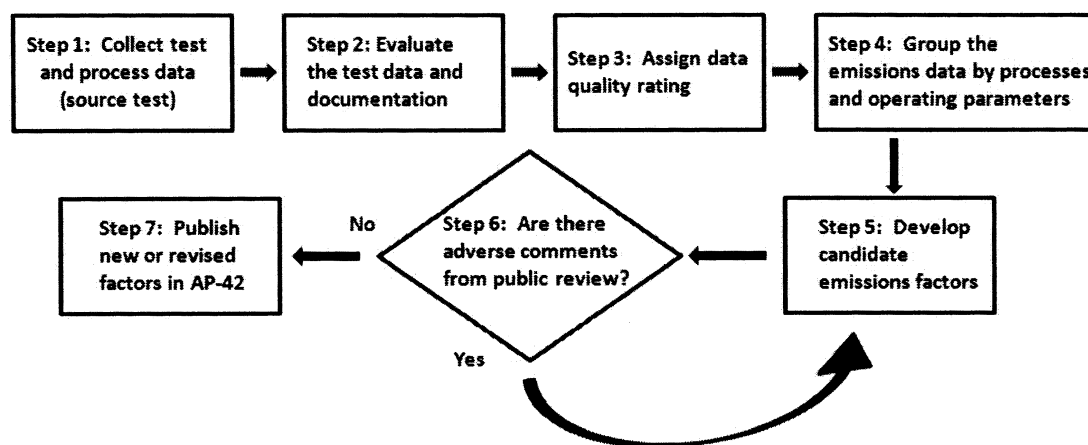 Step 1: Collect test
and process data
(source test)
Step 2: Evaluate
the test data and
documentation
Step 3: Assign data
quality rating
Step 4: Group the
emissions data by processes
and operating parameters
Step 5: Develop
candidate
emissions factors
Step 6: Are there
adverse comments
from public review?
No
Yes
Step 7: Publish
new or revised
factors in AP-42